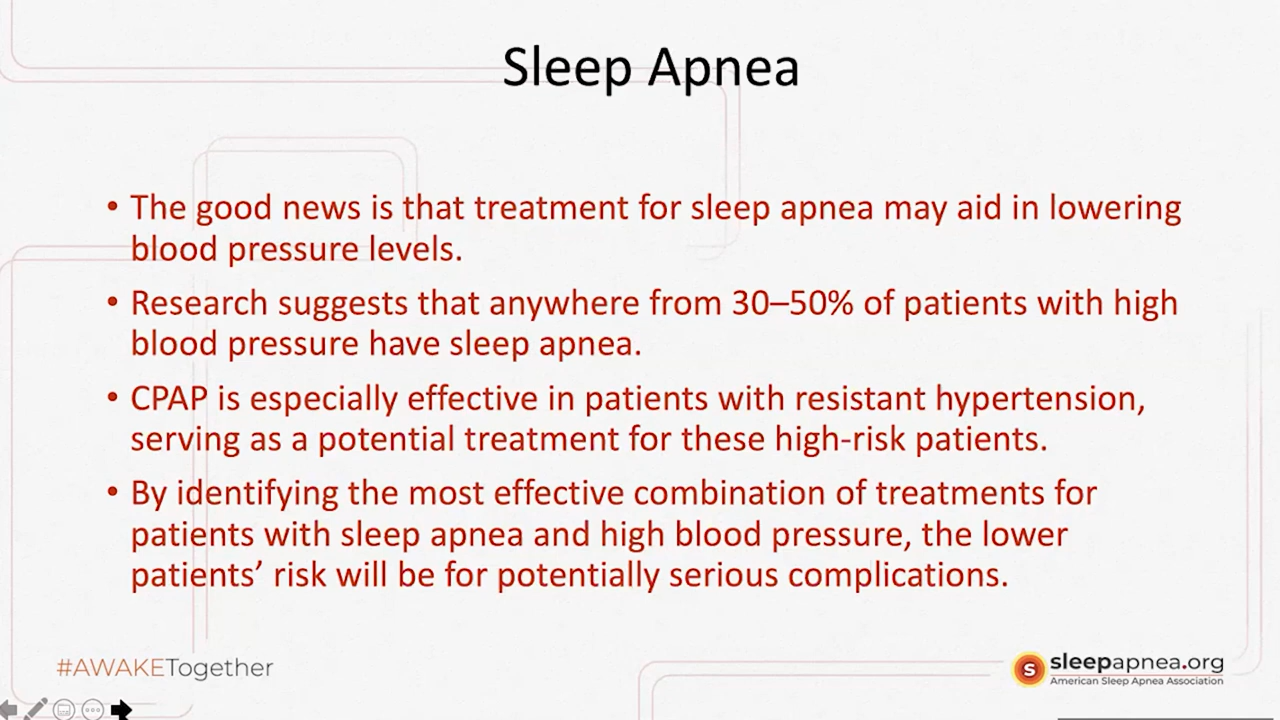 Sleep Apnea
• The good news is that treatment for sleep apnea may aid in lowering
blood pressure levels.
• Research suggests that anywhere from 30–50% of patients with high
blood pressure have sleep apnea.
• CPAP is especially effective in patients with resistant hypertension,
serving as a potential treatment for these high-risk patients.
• By identifying the most effective combination of treatments for
patients with sleep apnea and high blood pressure, the lower
patients’ risk will be for potentially serious complications.
#AWAKETogether
s sleepapnea.org
American Sleep Apnea Association